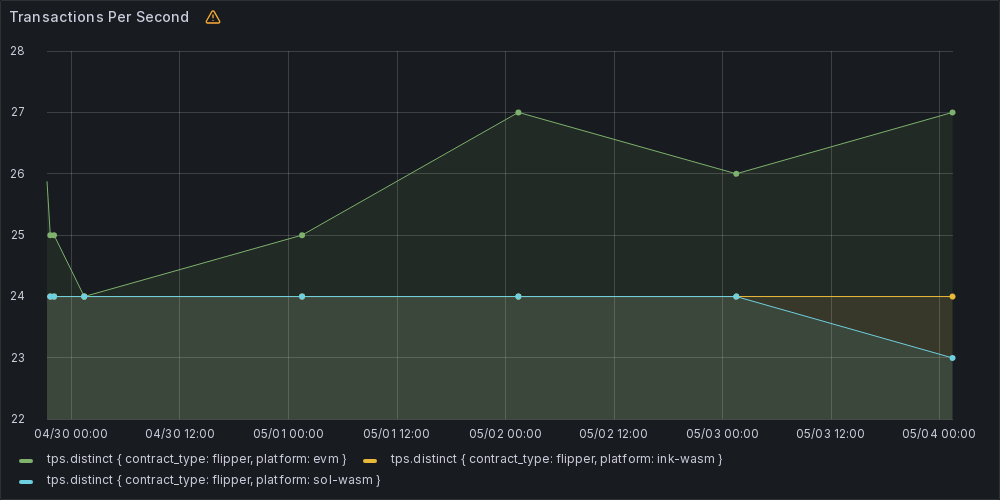 Transactions Per Second
28
27
26
25
24
23
22
04/30 00:00 04/30 12:00 05/01 00:00 05/01 12:00 05/02 00:00 05/02 12:00 05/03 00:00 05/03 12:00 05/04 00:00
tps.distinct { contract_type: flipper, platform: evm } tps.distinct { contract_type: flipper, platform: ink-wasm }
tps.distinct { contract_type: flipper, platform: sol-wasm }